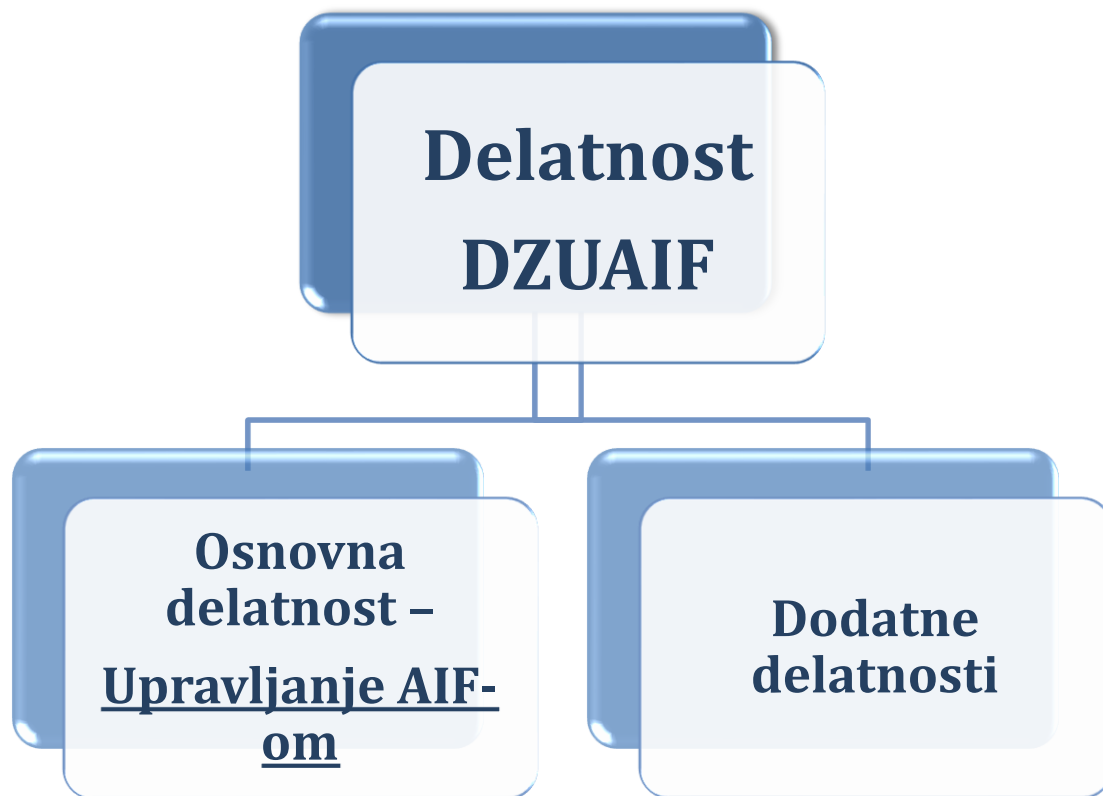 Delatnost
DZUAIF
Osnovna
delatnost –
Upravljanje AIF-
om
Dodatne
delatnosti